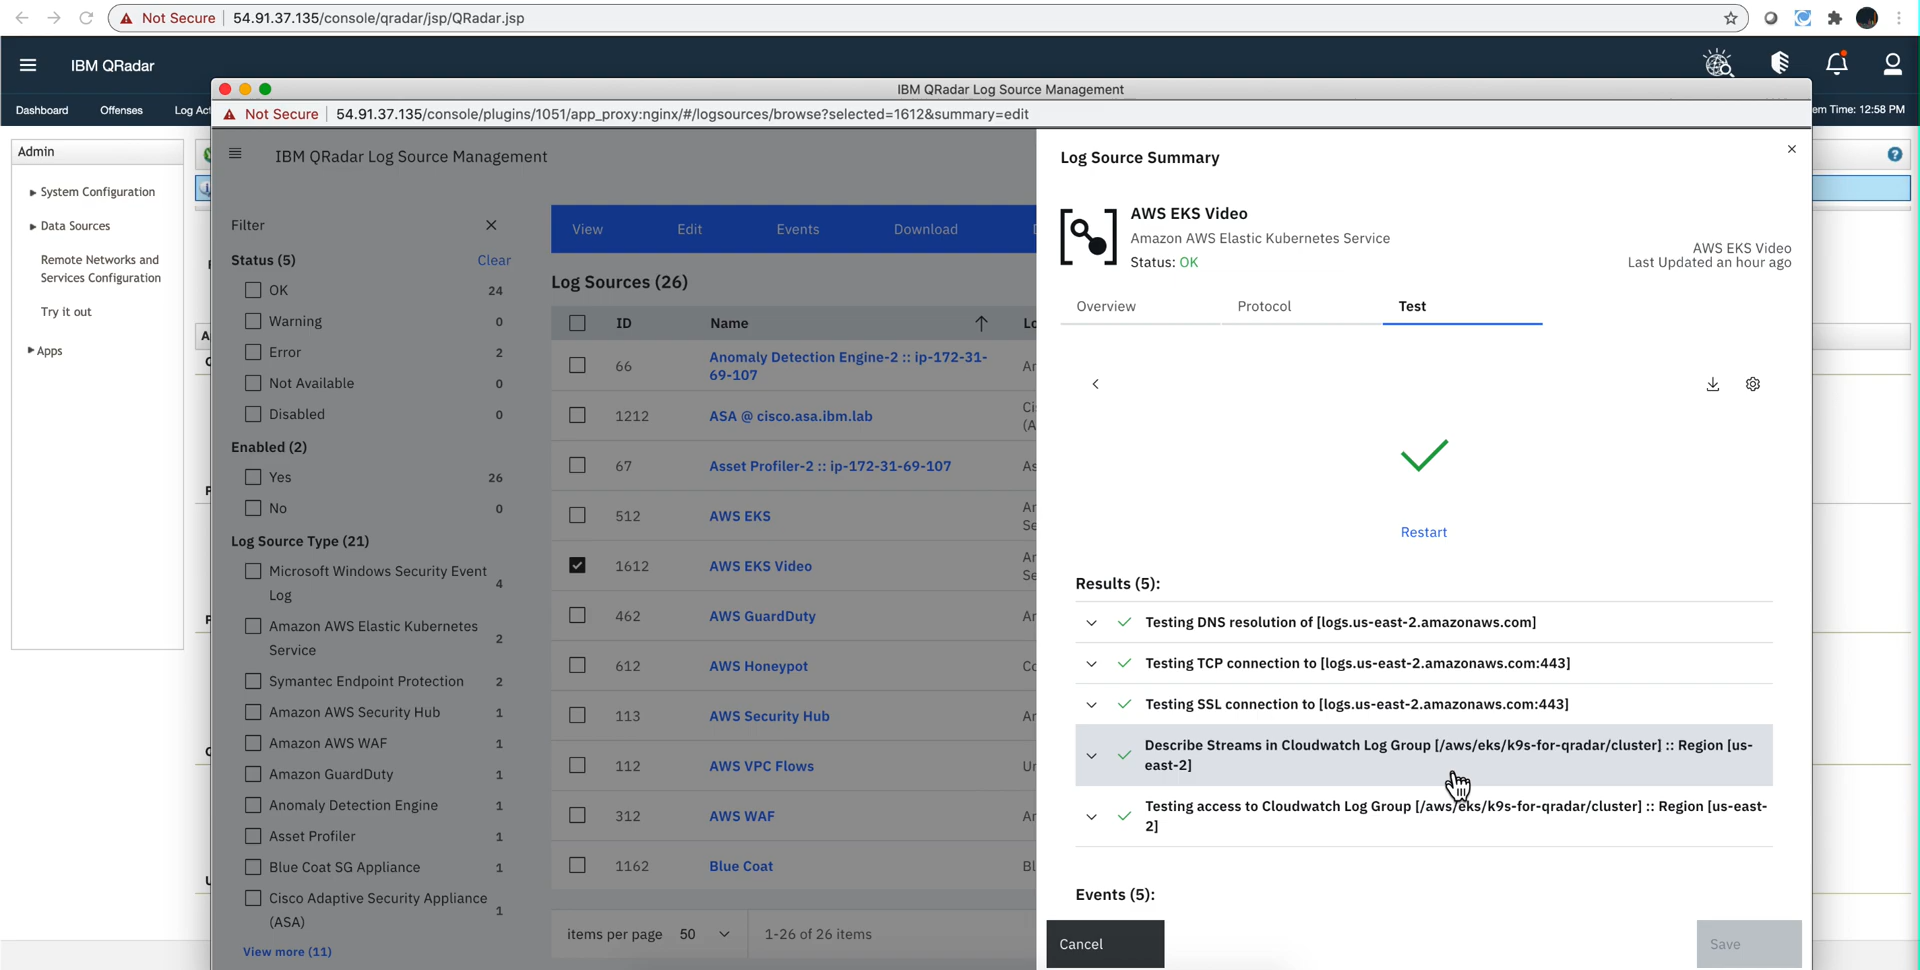 Not Secure | 54.91.37.135/console/qradar/jsp/QRadar.jsp
IBM QRadar
Dashboard Offenses Log Ac
em Time: 12:58 PM
Admin
System Configuration
Data Sources
Remote Networks and
Services Configuration
Try it out
Apps
IBM QRadar Log Source Management
Not Secure | 54.91.37.135/console/plugins/1051/app_proxy:nginx/#/logsources/browse?selected=1612&summary=edit
IBM QRadar Log Source Management
Filter
Status (5) Clear
OK 24
Warning 0
Error 2
Not Available 0
Disabled 0
Enabled (2)
Yes 26
No 0
Log Source Type (21)
Microsoft Windows Security Event
Log 4
Amazon AWS Elastic Kubernetes
Service 2
Symantec Endpoint Protection 2
Amazon AWS Security Hub 1
Amazon AWS WAF 1
Amazon GuardDuty 1
Anomaly Detection Engine 1
Asset Profiler 1
Blue Coat SG Appliance 1
Cisco Adaptive Security Appliance
(ASA) 1
View more (11)
View Edit Events Download
Log Sources (26)
ID Name Lo
66 Anomaly Detection Engine-2 :: ip-172-31-
69-107 An
1212 ASA @ cisco.asa.ibm.lab Ci
(A
67 Asset Profiler-2 :: ip-172-31-69-107 As
512 AWS EKS An
Se
1612 AWS EKS Video An
Se
462 AWS GuardDuty An
612 AWS Honeypot Co
113 AWS Security Hub An
112 AWS VPC Flows Un
312 AWS WAF An
1162 Blue Coat Bl
items per page 50 1-26 of 26 items
Log Source Summary
AWS EKS Video
Amazon AWS Elastic Kubernetes Service
Status: OK
AWS EKS Video
Last Updated an hour ago
Overview Protocol Test
Restart
Results (5):
Testing DNS resolution of [logs.us-east-2.amazonaws.com]
Testing TCP connection to [logs.us-east-2.amazonaws.com:443]
Testing SSL connection to [logs.us-east-2.amazonaws.com:443]
Describe Streams in Cloudwatch Log Group [/aws/eks/k9s-for-qradar/cluster] :: Region [us-
east-2]
Testing access to Cloudwatch Log Group [/aws/eks/k9s-for-qradar/cluster] :: Region [us-east-
2]
Events (5):
Cancel Save